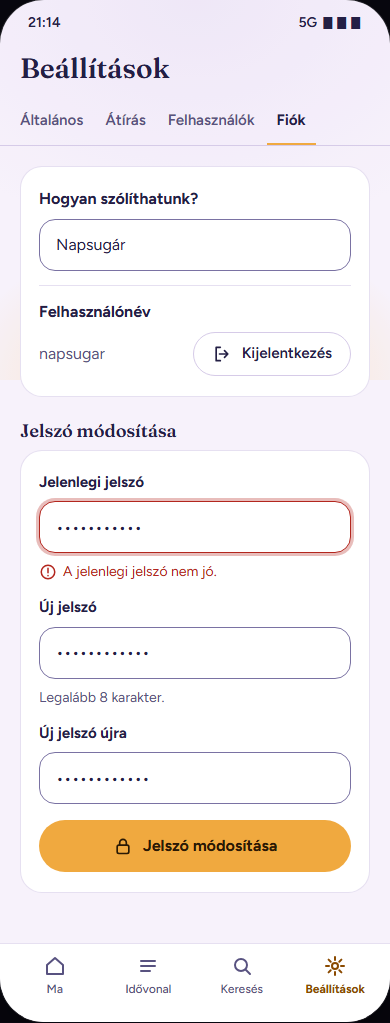 21:14
5G
Beállítások
Általános Átírás Felhasználók Fiók
Hogyan szólíthatunk?
Napsugár
Felhasználónév
napsugar
Kijelentkezés
Jelszó módosítása
Jelenlegi jelszó
•••••••••••
A jelenlegi jelszó nem jó.
Új jelszó
••••••••••••
Legalább 8 karakter.
Új jelszó újra
••••••••••••
Jelszó módosítása
Ma Idővonal Keresés Beállítások